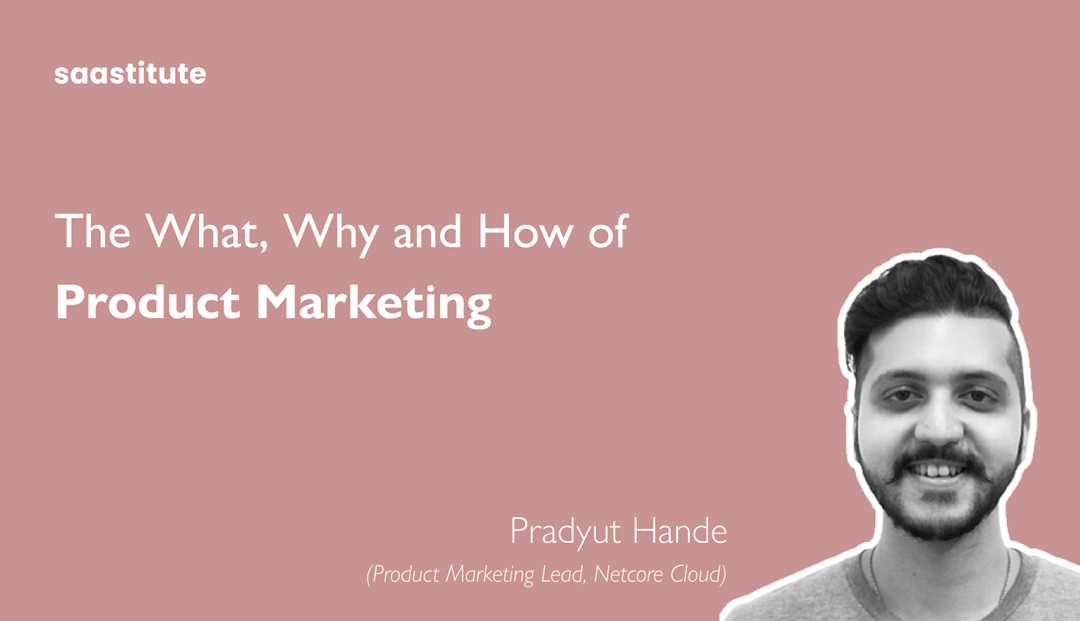 saastitute
The What, Why and How of
Product Marketing
Pradyut Hande
(Product Marketing Lead, Netcore Cloud)